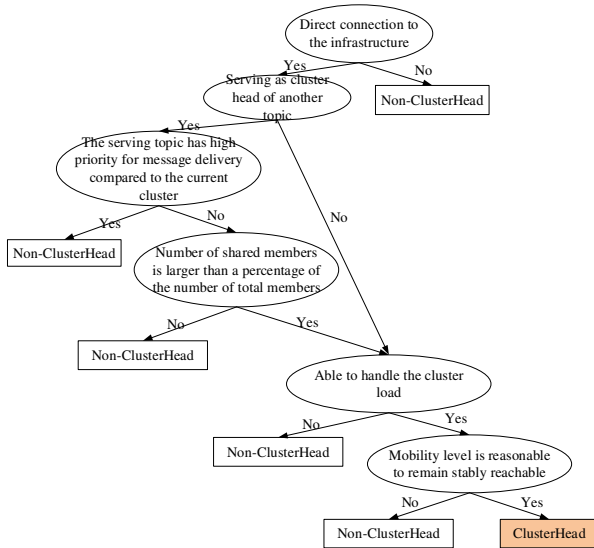 Direct connection to
the infrastructure
Yes
No
Serving as cluster
head of another
topic
Non-ClusterHead
Yes
The serving topic has high
priority for message delivery
compared to the current
cluster
No
Yes
No
Non-ClusterHead
Number of shared members
is larger than a percentage of
the number of total members
No
Yes
Non-ClusterHead
Able to handle the cluster
load
No
Yes
Non-ClusterHead
Mobility level is reasonable
to remain stably reachable
No
Yes
Non-ClusterHead
ClusterHead